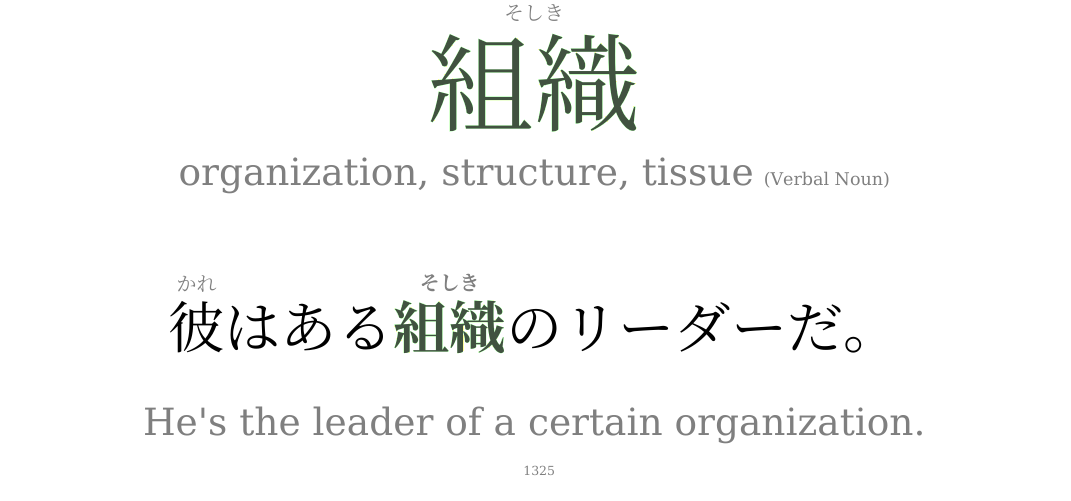 そしき
組織
organization, structure, tissue (Verbal Noun)
かれ そしき
彼はある組織のリーダーだ。
He's the leader of a certain organization.
1325